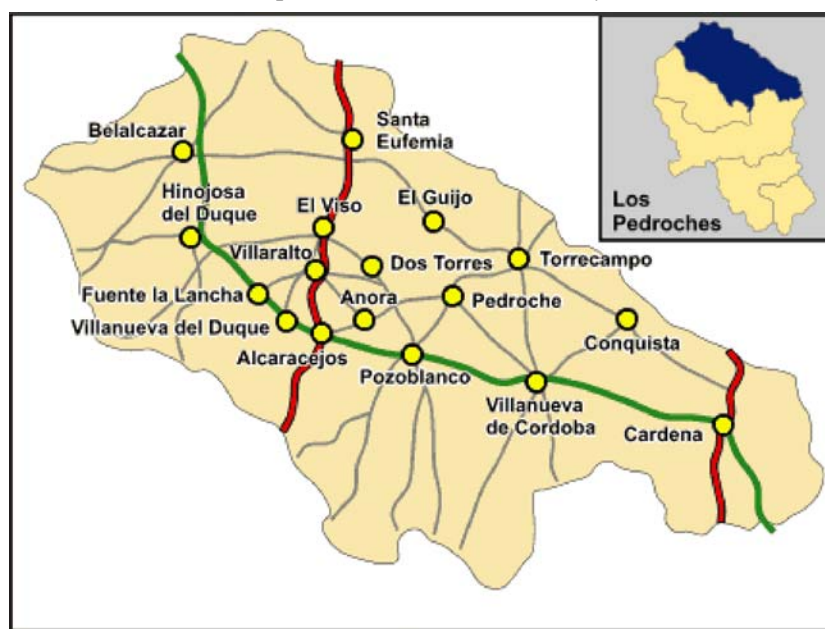 Santa
Eufemia
Belalcazar
Hinojosa
del Duque
El Viso
El Guijo
Los
Pedroches
Villaralto
Dos Torres
Torrecampo
Fuente la Lancha
Anora
Pedroche
Villanueva del Duque
Conquista
Alcaracejos
Pozoblanco
Villanueva
de Cordoba
Cardena